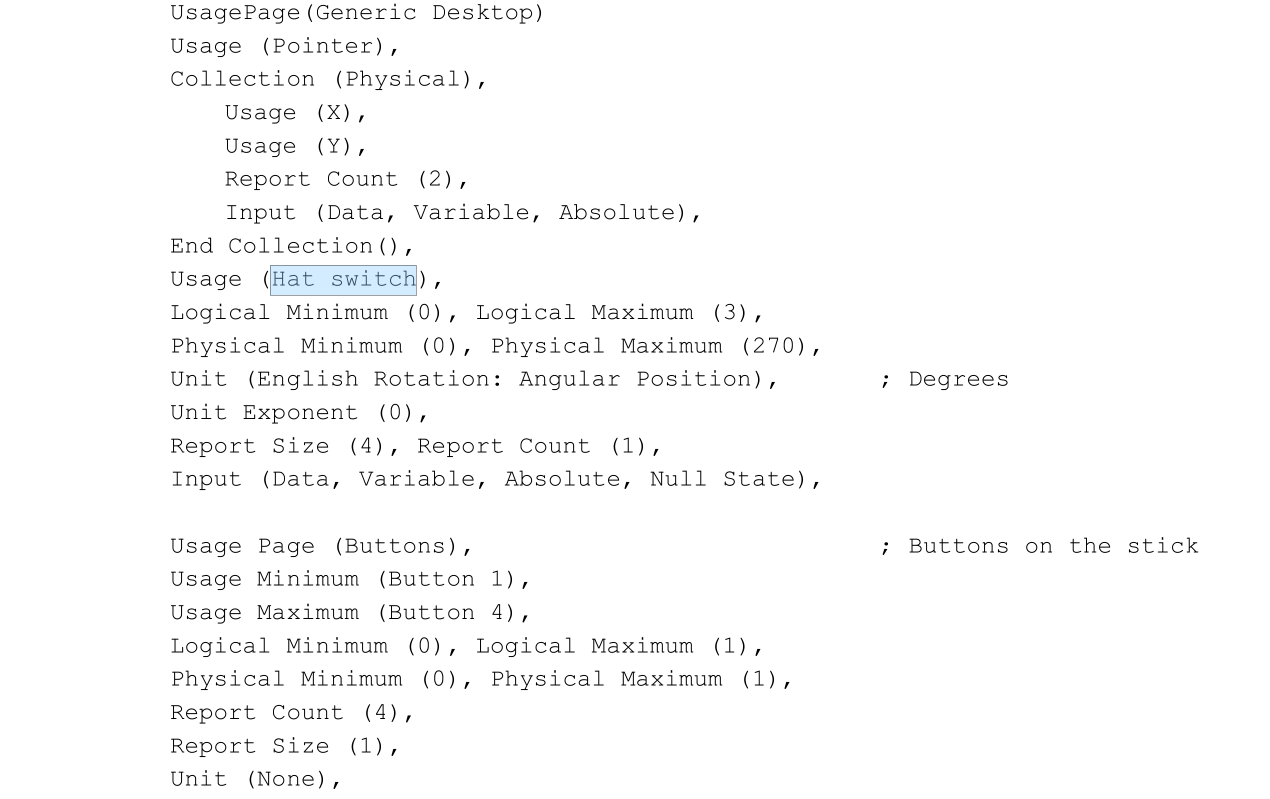 UsagePage(Generic Desktop)
Usage (Pointer),
Collection (Physical),
Usage (X),
Usage (Y),
Report Count (2),
Input (Data, Variable, Absolute),
End Collection(),
Usage (Hat switch),
Logical Minimum (0), Logical Maximum (3),
Physical Minimum (0), Physical Maximum (270),
Unit (English Rotation: Angular Position), ; Degrees
Unit Exponent (0),
Report Size (4), Report Count (1),
Input (Data, Variable, Absolute, Null State),
Usage Page (Buttons), ; Buttons on the stick
Usage Minimum (Button 1),
Usage Maximum (Button 4),
Logical Minimum (0), Logical Maximum (1),
Physical Minimum (0), Physical Maximum (1),
Report Count (4),
Report Size (1),
Unit (None),